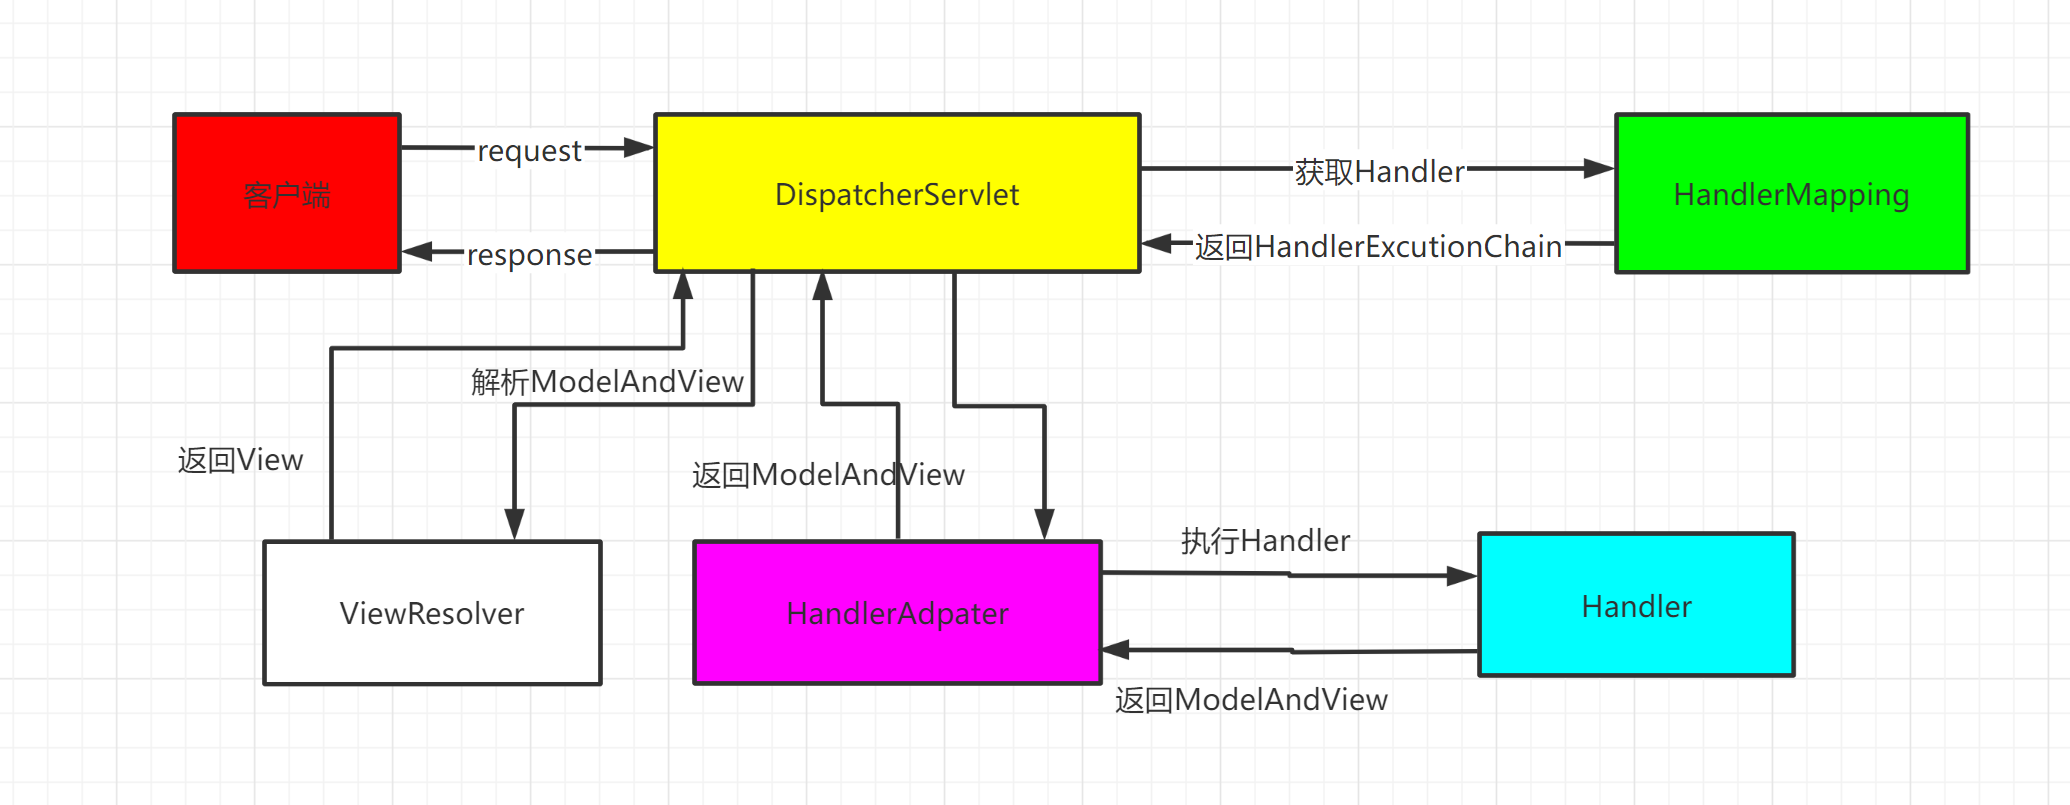 request
客户端
DispatcherServlet
获取Handler
HandlerMapping
response
返回HandlerExcutionChain
解析ModelAndView
返回View
返回ModelAndView
执行Handler
ViewResolver
HandlerAdpater
Handler
返回ModelAndView